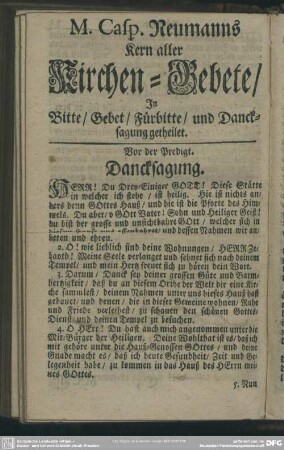 M. Casp. Neumanns
Kern aller
Kirchen-Gebete/
In
Bitte/ Gebet/ Fürbitte/ und Danck-
sagung getheilet.
Vor der Predigt.
Dancksagung.
HERR! Du Drey-Einiger GOTT! Diese Stätte
in welcher ich stehe/ ist heilig. Hie ist nichts an-
ders denn GOttes Hauß/ und hie ist die Pforte des Him-
mels. Du aber/ o GOtt Vater! Sohn und Heiliger Geist!
du bist der grosse und unsichtbahre GOtt/ welcher sich in
und dessen Nahmen wir an-
beten und ehren.
2. O! wie lieblich sind deine Wohnungen/ HERR Ze-
baoth! Meine Seele verlanget und sehnet sich nach deinem
Tempel/ und mein Hertz freuet sich zu hören dein Wort.
3. Darum/ Danck sey deiner grossen Güte und Barm-
hertzigkeit/ daß du an diesem Orthe der Welt dir eine Kir-
che samlest/ deinem Nahmen unter uns dieses Hauß hast
gebauet/ und denen/ die in dieser Gemeine wohnen/ Ruhe
und Friede verleihest/ zu schauen den schönen Gottes-
Dienst und deinen Tempel zu besuchen.
4. O HErr! Du hast auch mich angenommen unter die
Mit-Bürger der Heiligen. Deine Wohlthat ist es/ daß ich
mit gehöre unter die Hauß-Genossen GOttes/ und deine
Gnade macht es/ daß ich heute Gesundheit/ Zeit und Ge-
legenheit habe/ zu kommen in das Hauß des HErrn mei-
nes GOttes.
5. Nun
DFG